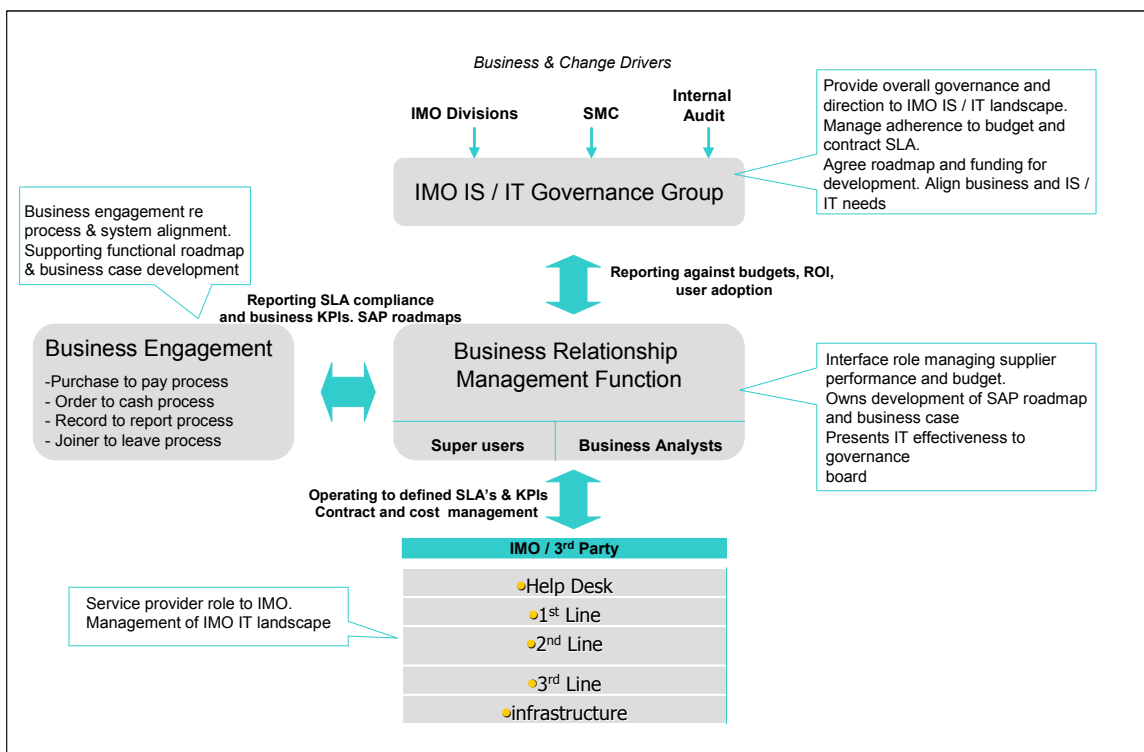 Business & Change Drivers
IMO Divisions
SMC
Internal
Audit
IMO IS / IT Governance Group
Provide overall governance and
direction to IMO IS / IT landscape.
Manage adherence to budget and
contract SLA.
Agree roadmap and funding for
development. Align business and IS /
IT needs
Business engagement re
process & system alignment.
Supporting functional roadmap
& business case development
Reporting against budgets, ROI,
user adoption
Reporting SLA compliance
and business KPIs. SAP roadmaps
Business Engagement
-Purchase to pay process
- Order to cash process
- Record to report process
- Joiner to leave process
Business Relationship
Management Function
Super users
Business Analysts
Interface role managing supplier
performance and budget.
Owns development of SAP roadmap
and business case
Presents IT effectiveness to
governance
board
Operating to defined SLA's & KPIs
Contract and cost management
IMO / 3rd Party
Help Desk
1st Line
2nd Line
3rd Line
infrastructure
Service provider role to IMO.
Management of IMO IT landscape